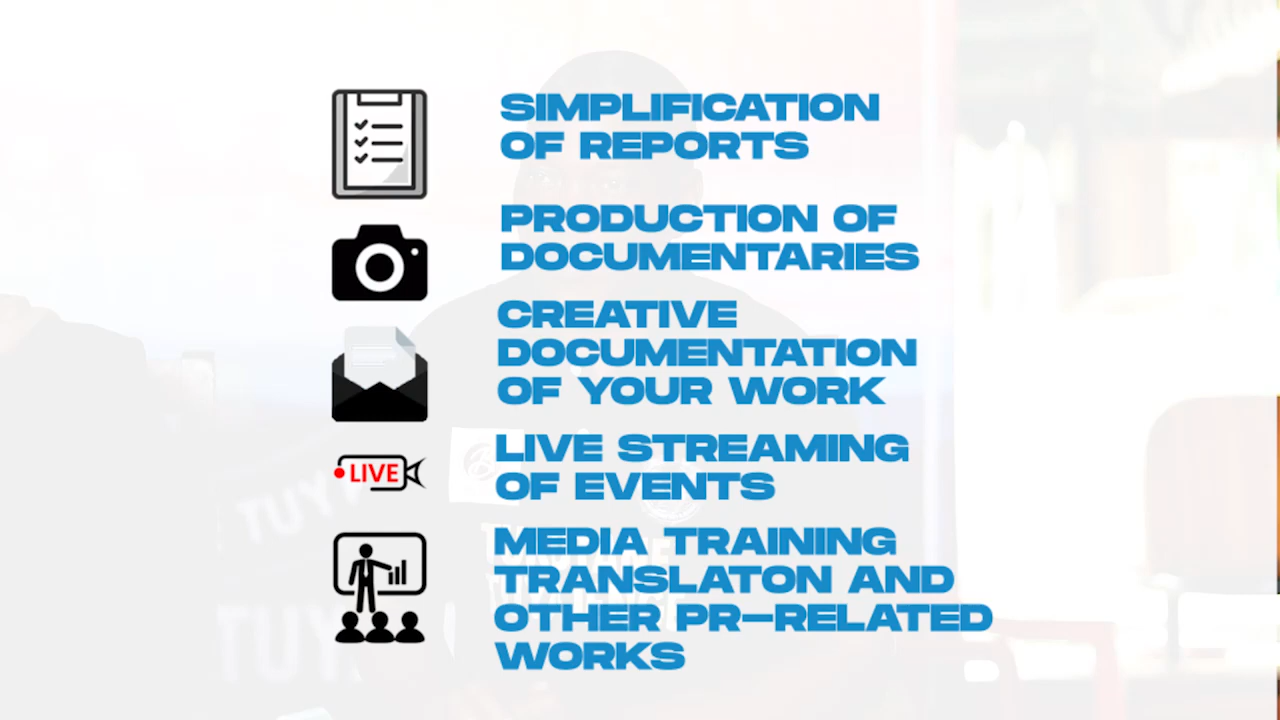 SIMPLIFICATION
OF REPORTS
PRODUCTION OF
DOCUMENTARIES
CREATIVE
DOCUMENTATION
OF YOUR WORK
LIVE
LIVE STREAMING
OF EVENTS
MEDIA TRAINING
TRANSLATON AND
OTHER PR-RELATED
WORKS